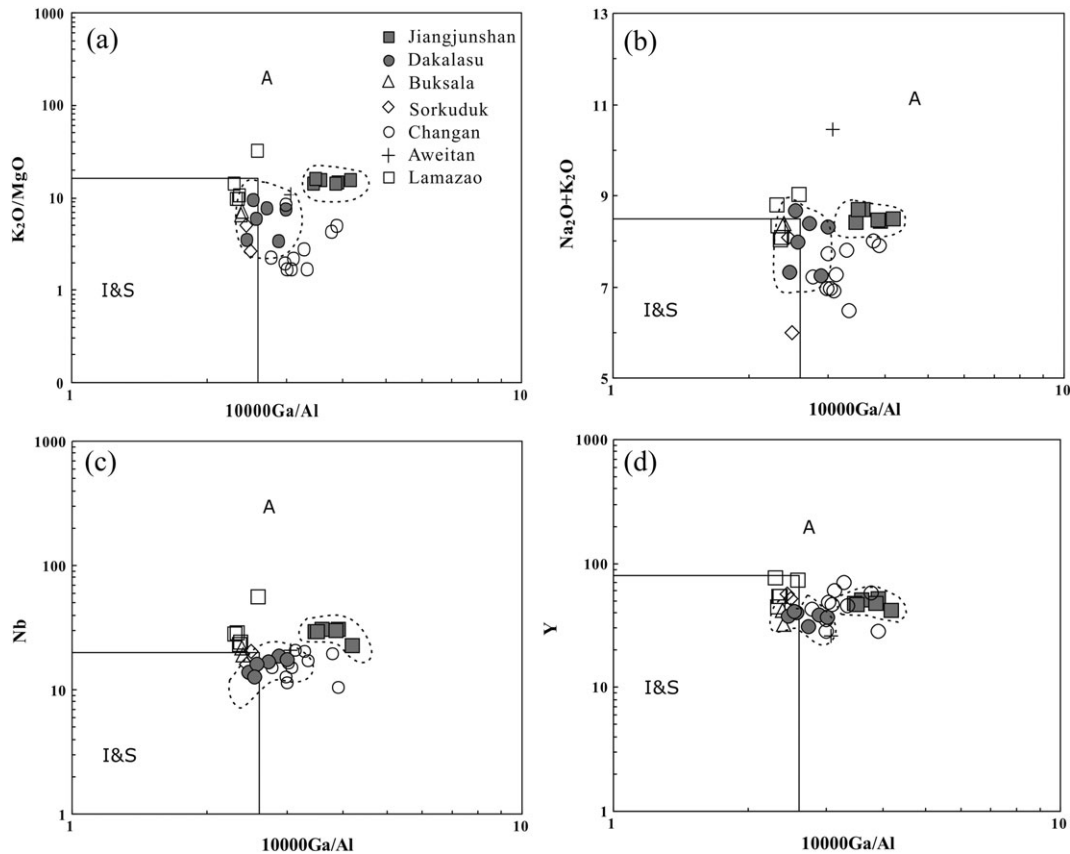 (a)
1000
100
10
1
0
K₂O/MgO
A
I&S
1
10
10000Ga/Al
Jiangjunshan
Dakalasu
Buksala
Sorkuduk
Changan
Aweitan
Lamazao
(b)
13
11
9
7
5
Na₂O+K₂O
A
I&S
1
10
10000Ga/Al
(c)
1000
100
10
1
Nb
A
I&S
1
10
10000Ga/Al
(d)
1000
100
10
1
Y
A
I&S
1
10
10000Ga/Al